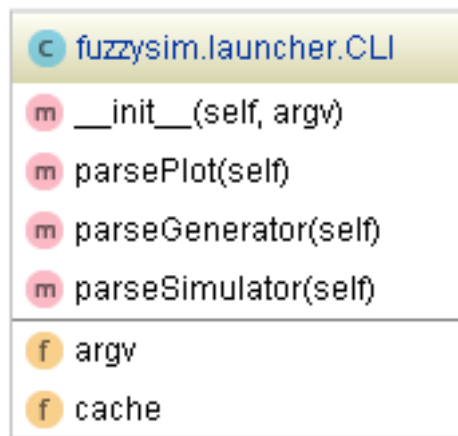 c fuzzysim.launcher.CLI
m __init__(self, argv)
m parsePlot(self)
m parseGenerator(self)
m parseSimulator(self)
f argv
f cache